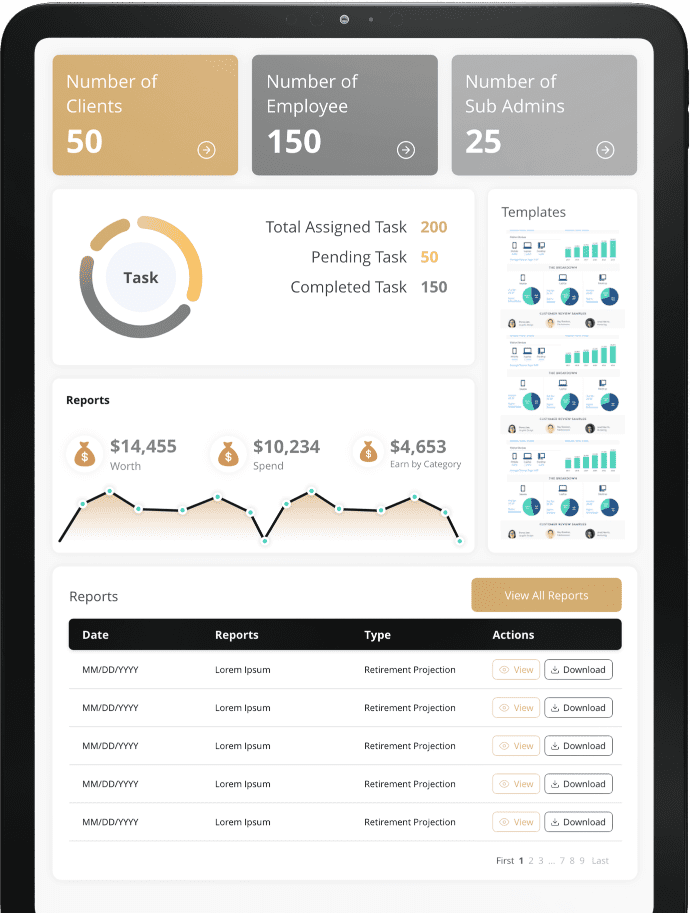 Number of
Clients
50
Number of
Employee
150
Number of
Sub Admins
25
Task
Total Assigned Task 200
Pending Task 50
Completed Task 150
Templates
THE BREAKDOWN
CUSTOMER REVIEW SAMPLES
THE BREAKDOWN
CUSTOMER REVIEW SAMPLES
THE BREAKDOWN
CUSTOMER REVIEW SAMPLES
Reports
$14,455
Worth
$10,234
Spend
$4,653
Earn by Category
Reports
View All Reports
Date Reports Type Actions
MM/DD/YYYY Lorem Ipsum Retirement Projection View Download
MM/DD/YYYY Lorem Ipsum Retirement Projection View Download
MM/DD/YYYY Lorem Ipsum Retirement Projection View Download
MM/DD/YYYY Lorem Ipsum Retirement Projection View Download
MM/DD/YYYY Lorem Ipsum Retirement Projection View Download
First 1 2 3 ... 7 8 9 Last